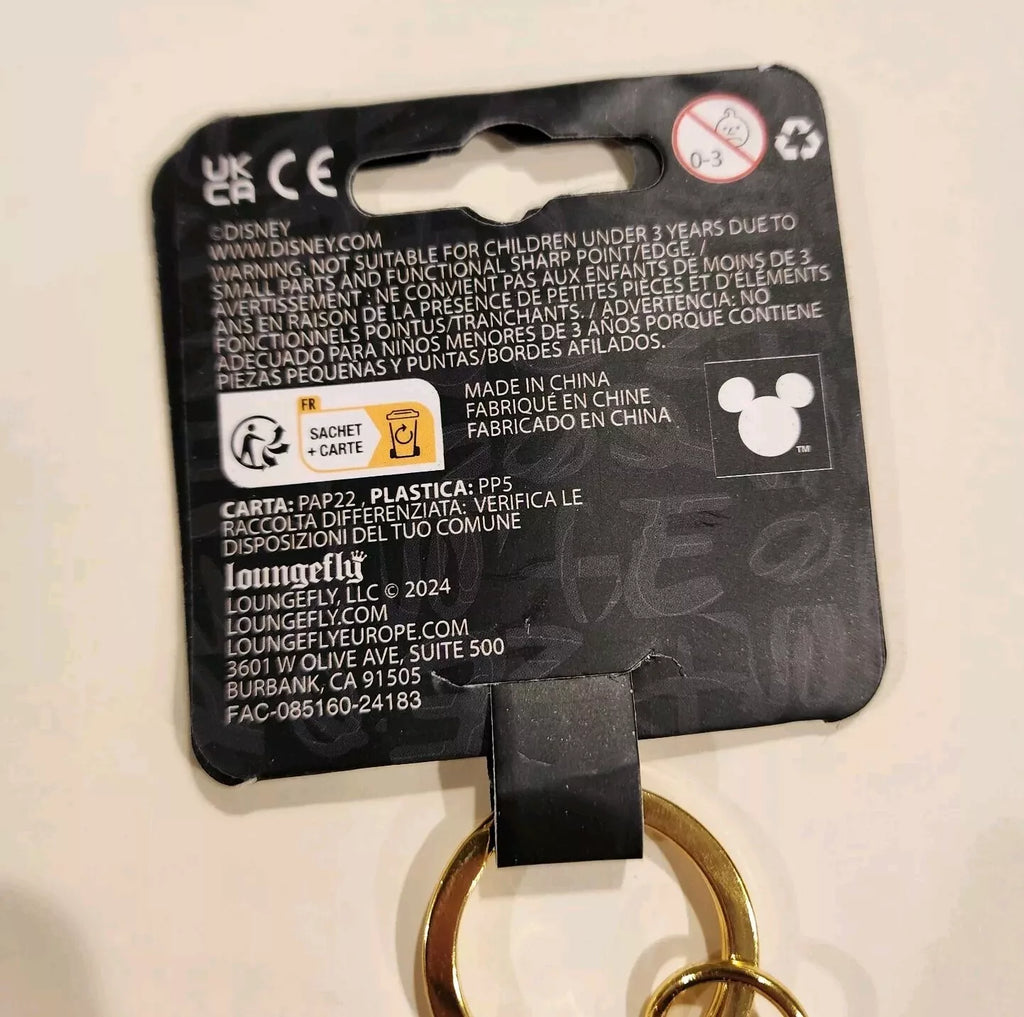 UK
CA CE
0-3
©DISNEY
WWW.DISNEY.COM
WARNING: NOT SUITABLE FOR CHILDREN UNDER 3 YEARS DUE TO
SMALL PARTS AND FUNCTIONAL SHARP POINT/EDGE. /
AVERTISSEMENT : NE CONVIENT PAS AUX ENFANTS DE MOINS DE 3
ANS EN RAISON DE LA PRÉSENCE DE PETITES PIÈCES ET D'ÉLÉMENTS
FONCTIONNELS POINTUS/TRANCHANTS. / ADVERTENCIA: NO
ADECUADO PARA NIÑOS MENORES DE 3 AÑOS PORQUE CONTIENE
PIEZAS PEQUEÑAS Y PUNTAS/BORDES AFILADOS.
FR
SACHET
+ CARTE
MADE IN CHINA
FABRIQUÉ EN CHINE
FABRICADO EN CHINA
TM
CARTA: PAP22 , PLASTICA: PP5
RACCOLTA DIFFERENZIATA: VERIFICA LE
DISPOSIZIONI DEL TUO COMUNE
loungefly
LOUNGEFLY, LLC © 2024
LOUNGEFLY.COM
LOUNGEFLYEUROPE.COM
3601 W OLIVE AVE, SUITE 500
BURBANK, CA 91505
FAC-085160-24183